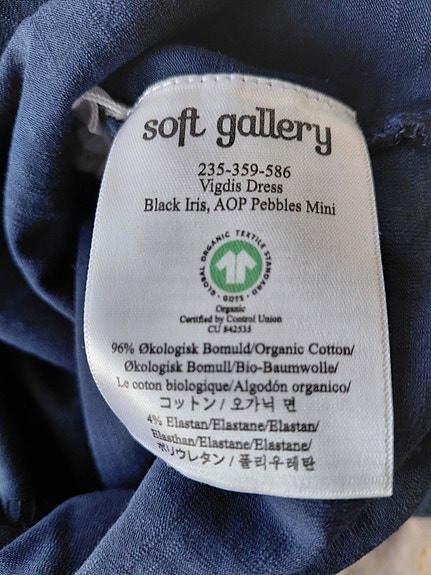 soft gallery
235-359-586
Vigdis Dress
Black Iris, AOP Pebbles Mini
GLOBAL ORGANIC TEXTILE STANDARD
· GOTS ·
Organic
Certified by Control Union
CU 842535
96% Økologisk Bomuld/Organic Cotton/
Økologisk Bomull/Bio-Baumwolle/
Le coton biologique/Algodón organico/
コットン / 오가닉 면
4% Elastan/Elastane/Elastan/
Elasthan/Elastane/Elastane/
ポリウレタン / 폴리우레탄